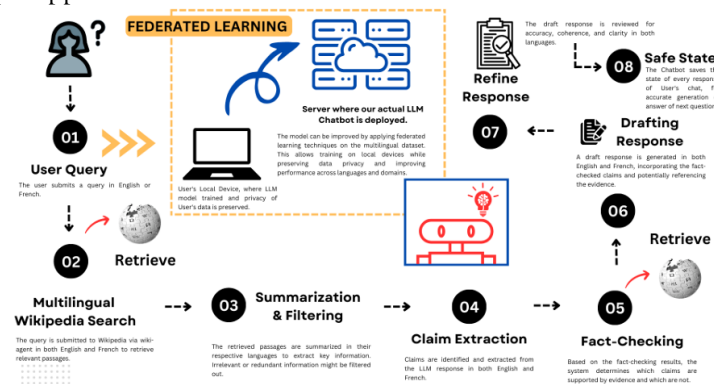 FEDERATED LEARNING
?
Server where our actual LLM
Chatbot is deployed.
The model can be improved by applying federated
learning techniques on the multilingual dataset.
This allows training on local devices while
preserving data privacy and improving
performance across languages and domains.
User's Local Device, where LLM
model trained and privacy of
User's data is preserved.
01
User Query
The user submits a query in English or
French.
02
Retrieve
Multilingual
Wikipedia Search
The query is submitted to Wikipedia via wiki-
agent in both English and French to retrieve
relevant passages.
03
Summarization
& Filtering
The retrieved passages are summarized in their
respective languages to extract key information.
Irrelevant or redundant information might be filtered
out.
04
Claim Extraction
Claims are identified and extracted from
the LLM response in both English and
French.
05
Retrieve
Fact-Checking
Based on the fact-checking results, the
system determines which claims are
supported by evidence and which are not.
06
Drafting
Response
A draft response is generated in both
English and French, incorporating the fact-
checked claims and potentially referencing
the evidence.
07
Refine
Response
The draft response is reviewed for
accuracy, coherence, and clarity in both
languages.
08
Safe State
The Chatbot saves
state of every
of User's chat,
accurate generation
answer of next